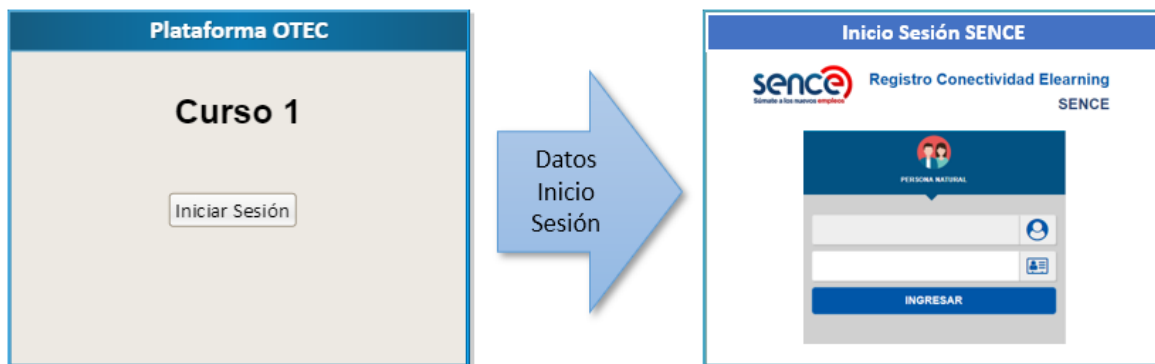 Plataforma OTEC
Curso 1
Iniciar Sesión
Datos
Inicio
Sesión
Inicio Sesión SENCE
sence
Súmate a los nuevos empleos
Registro Conectividad Elearning
SENCE
PERSONA NATURAL
INGRESAR